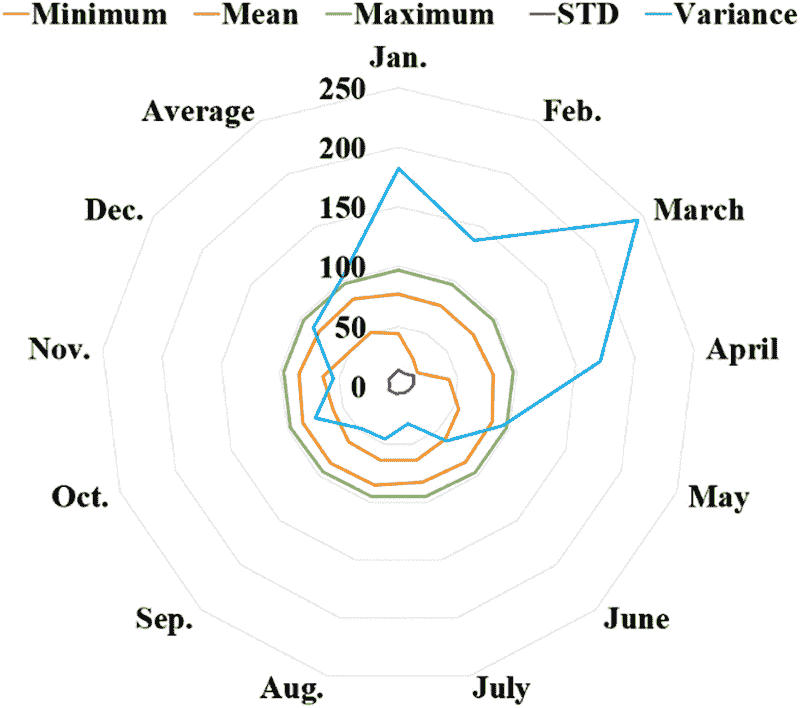 Minimum Mean Maximum STD Variance
Jan.
250
Average Feb.
200
Dec. March
150
100
50
Nov. April
0
Oct. May
Sep. June
Aug. July